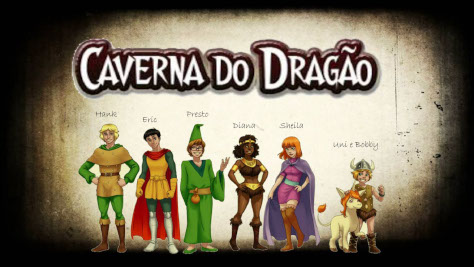 CAVERNA DO DRAGÃO
Hank
Eric
Presto
Diana
Sheila
Uni e Bobby